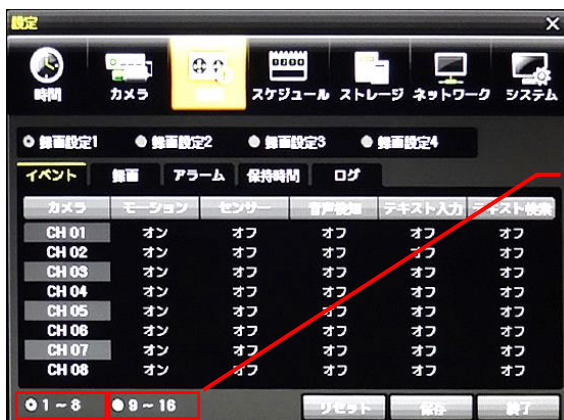 設定
時間 カメラ スケジュール ストレージ ネットワーク システム
録画設定1 録画設定2 録画設定3 録画設定4
イベント 録画 アラーム 保持時間 ログ
カメラ モーション センサー 音声検知 テキスト入力 テキスト検索
CH 01 オン オフ オフ オフ オフ
CH 02 オン オフ オフ オフ オフ
CH 03 オン オフ オフ オフ オフ
CH 04 オン オフ オフ オフ オフ
CH 05 オン オフ オフ オフ オフ
CH 06 オン オフ オフ オフ オフ
CH 07 オン オフ オフ オフ オフ
CH 08 オン オフ オフ オフ オフ
1～8 9～16 リセット 保存 終了